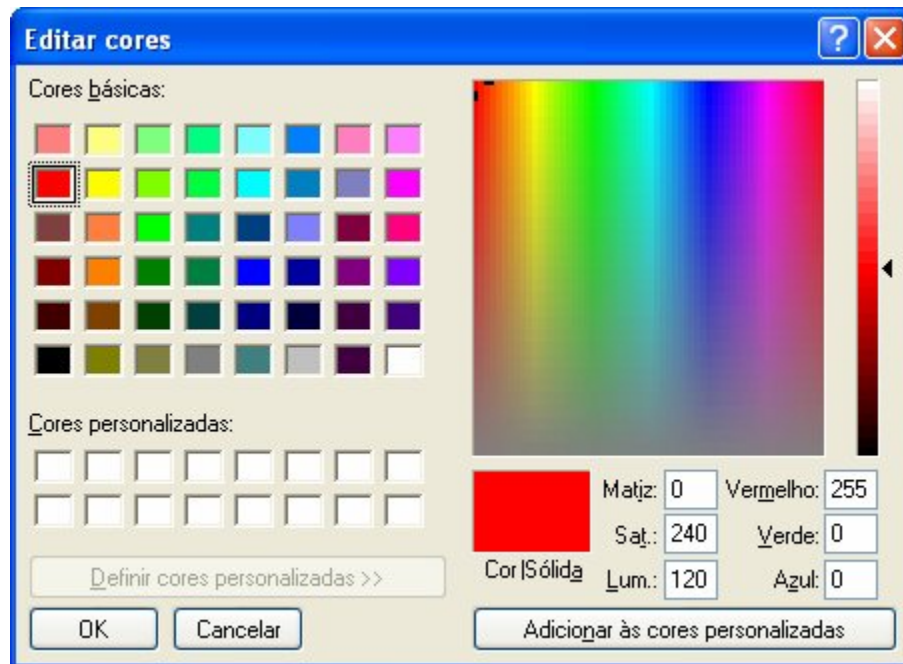 Editar cores
Cores básicas:
Cores personalizadas:
Definir cores personalizadas >>
OK Cancelar
Matiz: 0 Vermelho: 255
Sat.: 240 Verde: 0
Cor|Sólida Lum.: 120 Azul: 0
Adicionar às cores personalizadas